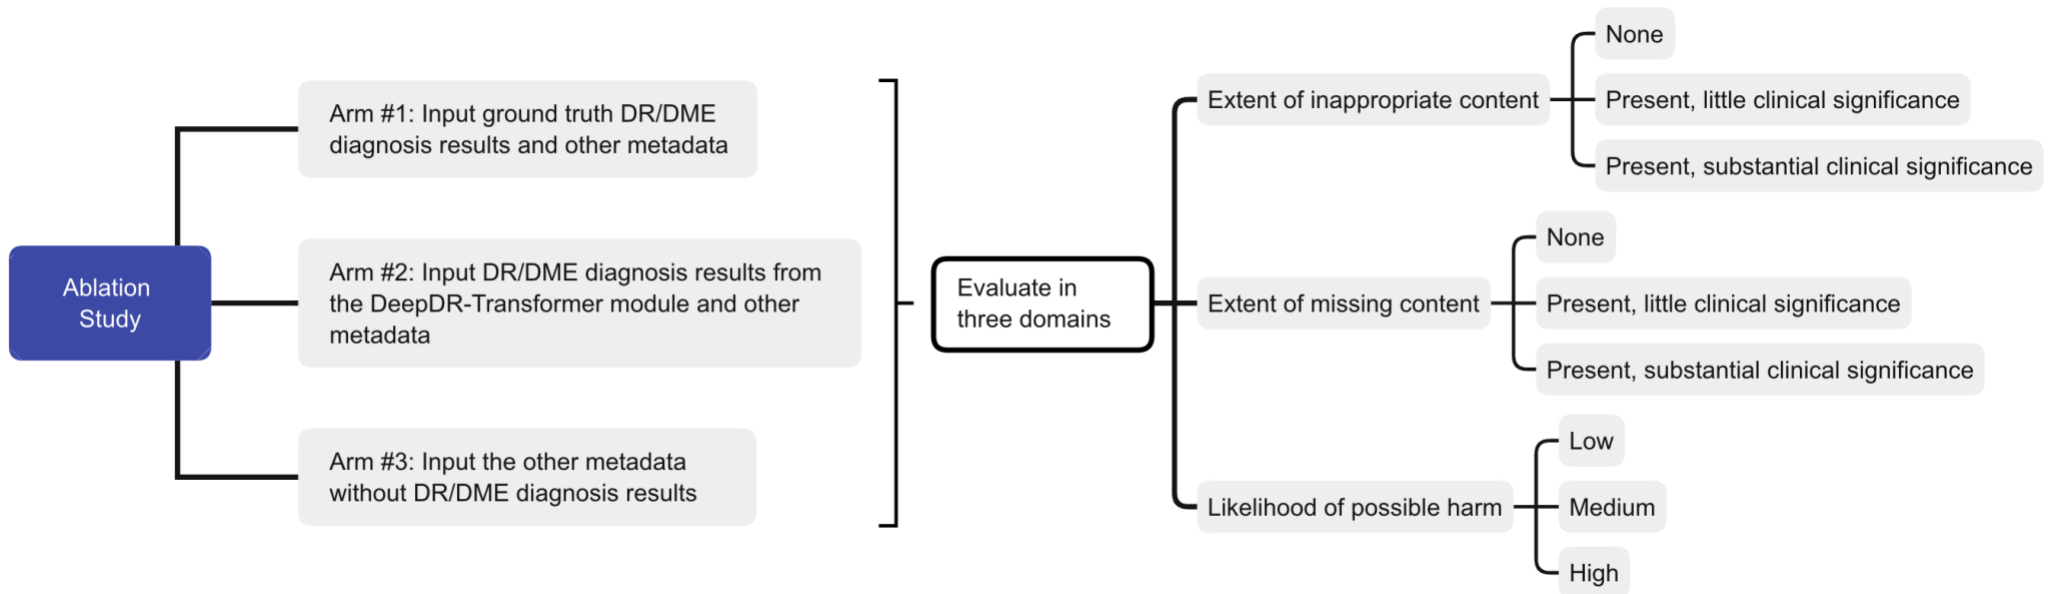 Ablation
Study
Arm #1: Input ground truth DR/DME
diagnosis results and other metadata
Arm #2: Input DR/DME diagnosis results from
the DeepDR-Transformer module and other
metadata
Arm #3: Input the other metadata
without DR/DME diagnosis results
Evaluate in
three domains
Extent of inappropriate content
None
Present, little clinical significance
Present, substantial clinical significance
Extent of missing content
None
Present, little clinical significance
Present, substantial clinical significance
Likelihood of possible harm
Low
Medium
High